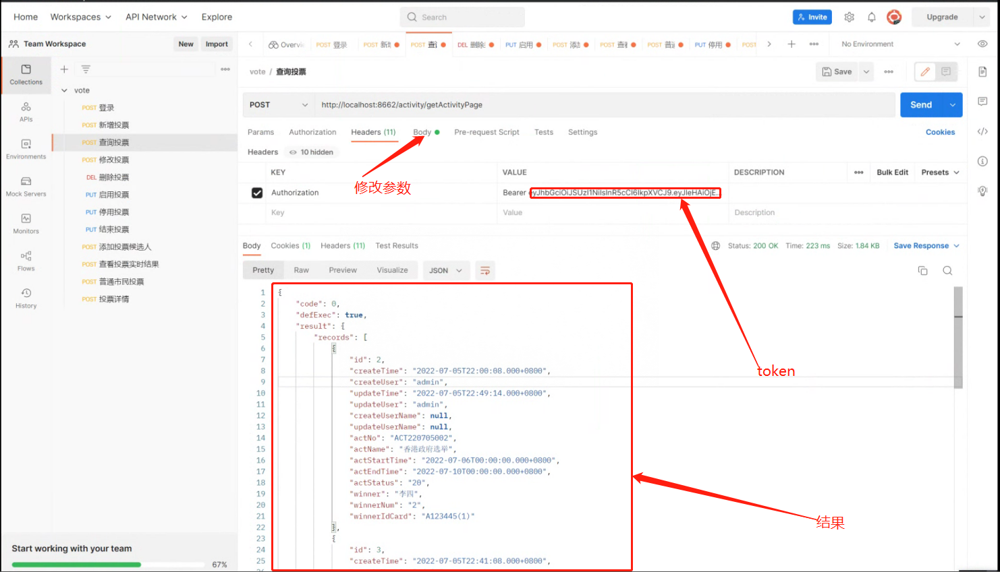 Home Workspaces API Network Explore Search Invite Upgrade
Team Workspace New Import Overvi POST 登录 POST 新增 POST 查询 DEL 删除 PUT 启用 POST 添加 POST 查看 POST 普通 PUT 停用 POST No Environment
Collections
APIs
Environments
Mock Servers
Monitors
Flows
History
vote
POST 登录
POST 新增投票
POST 查询投票
POST 修改投票
DEL 删除投票
PUT 启用投票
PUT 停用投票
PUT 结束投票
POST 添加投票候选人
POST 查看投票实时结果
POST 普通市民投票
POST 投票详情
Start working with your team
67%
vote / 查询投票 Save
POST http://localhost:8662/activity/getActivityPage Send
Params Authorization Headers (11) Body Pre-request Script Tests Settings Cookies
Headers 10 hidden
修改参数
KEY VALUE DESCRIPTION Bulk Edit Presets
Authorization Bearer eyJhbGciOiJSUzI1NiIsInR5cCI6IkpXVCJ9.eyJleHAiOjE...
Key Value Description
token
Body Cookies (1) Headers (11) Test Results Status: 200 OK Time: 223 ms Size: 1.84 KB Save Response
Pretty Raw Preview Visualize JSON
1 {
2 "code": 0,
3 "defExec": true,
4 "result": {
5 "records": [
6 {
7 "id": 2,
8 "createTime": "2022-07-05T22:00:08.000+0800",
9 "createUser": "admin",
10 "updateTime": "2022-07-05T22:49:14.000+0800",
11 "updateUser": "admin",
12 "createUserName": null,
13 "updateUserName": null,
14 "actNo": "ACT220705002",
15 "actName": "香港政府选举",
16 "actStartTime": "2022-07-06T00:00:00.000+0800",
17 "actEndTime": "2022-07-10T00:00:00.000+0800",
18 "actStatus": "20",
19 "winner": "李四",
20 "winnerNum": "2",
21 "winnerIdCard": "A123445(1)"
22 },
23 {
24 "id": 3,
25 "createTime": "2022-07-05T22:41:08.000+0800",
结果